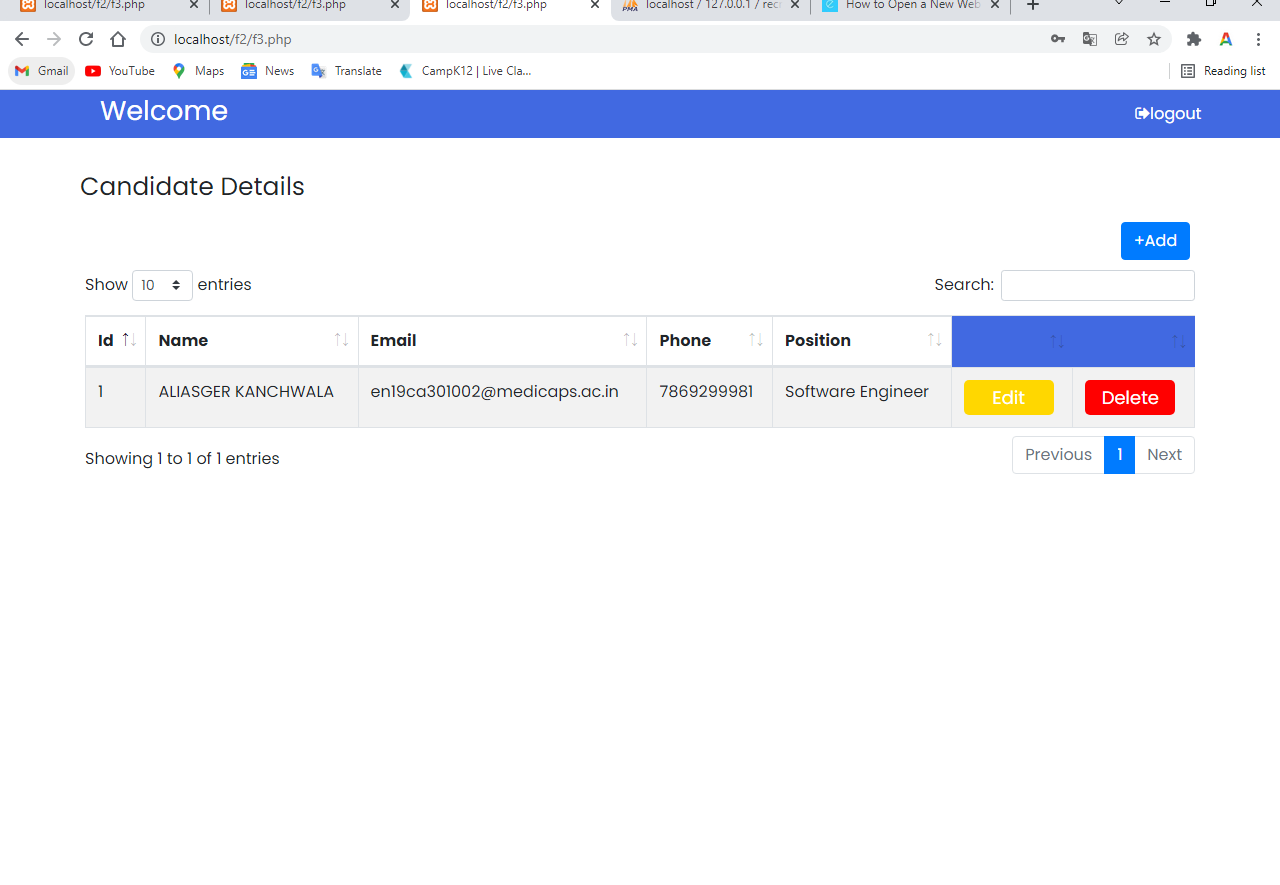 localhost/f2/f3.php localhost/f2/f3.php localhost/f2/f3.php localhost / 127.0.0.1 / recr How to Open a New Web
localhost/f2/f3.php
Gmail YouTube Maps News Translate CampK12 | Live Cla... Reading list
Welcome logout
Candidate Details
+Add
Show 10 entries Search:
Id Name Email Phone Position
1 ALIASGER KANCHWALA en19ca301002@medicaps.ac.in 7869299981 Software Engineer Edit Delete
Showing 1 to 1 of 1 entries Previous 1 Next